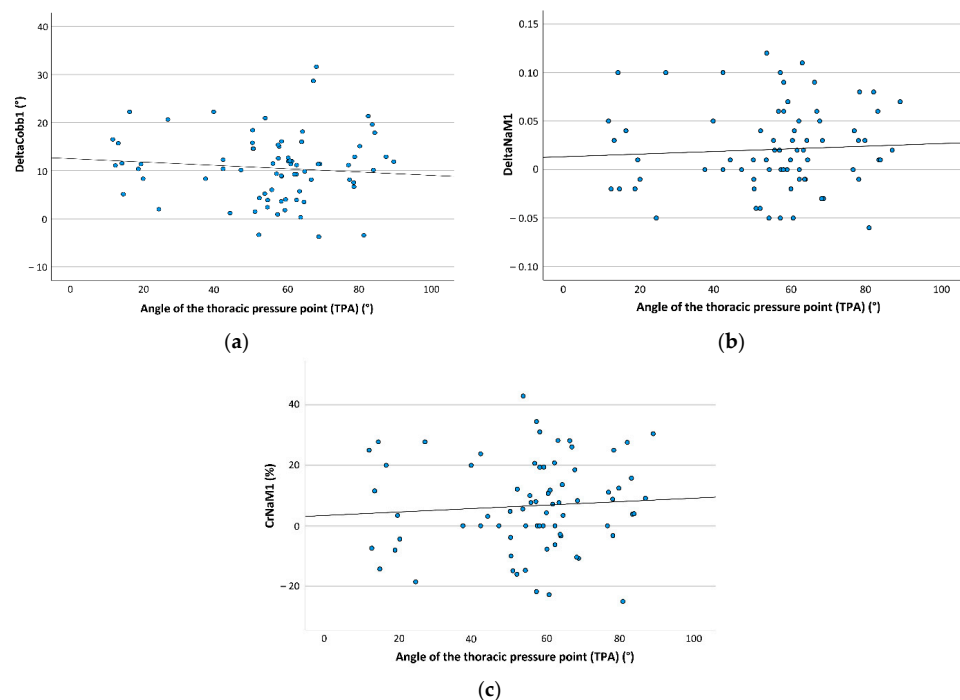 40
30
20
10
0
– 10
DeltaCobb1 (°)
0 20 40 60 80 100
Angle of the thoracic pressure point (TPA) (°)
(a)
0.15
0.10
0.05
0
– 0.05
– 0.10
DeltaNaM1
0 20 40 60 80 100
Angle of the thoracic pressure point (TPA) (°)
(b)
40
20
0
– 20
CrNaM1 (%)
0 20 40 60 80 100
Angle of the thoracic pressure point (TPA) (°)
(c)